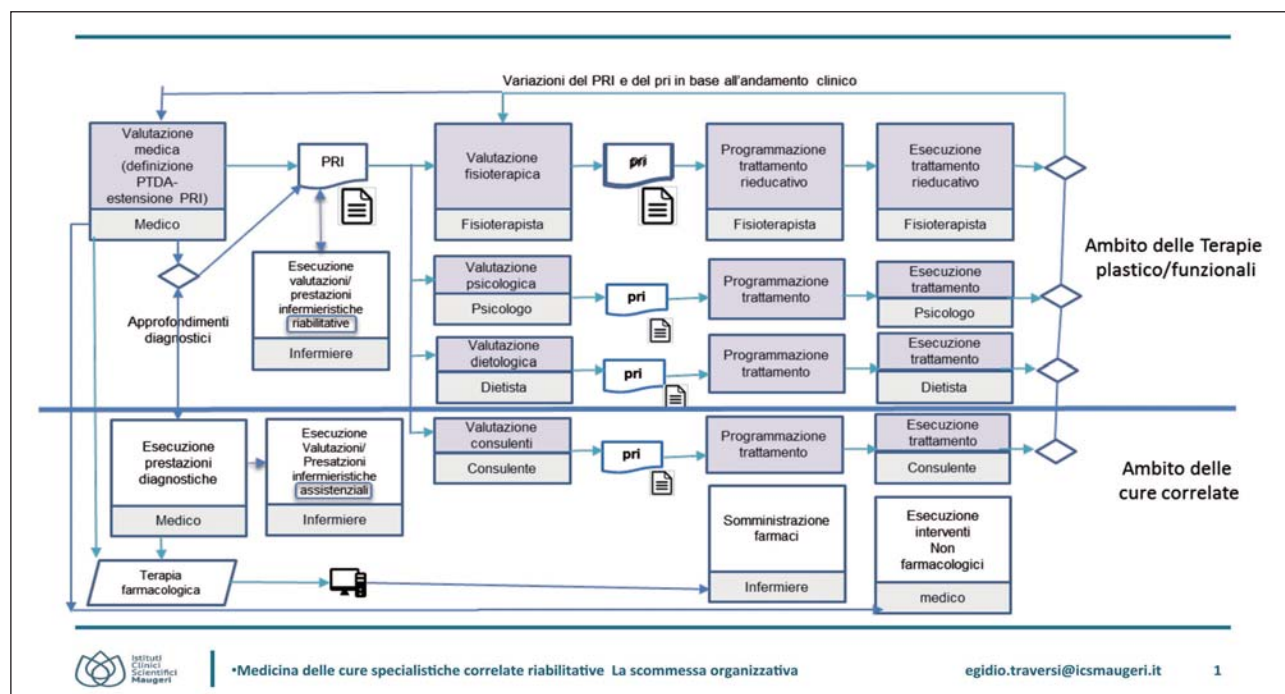 Variazioni del PRI e del pri in base all'andamento clinico
Valutazione
medica
(definizione
PTDA-
estensione PRI)
Medico
PRI
Valutazione
fisioterapica
Fisioterapista
pri
Programmazione
trattamento
rieducativo
Fisioterapista
Esecuzione
trattamento
rieducativo
Fisioterapista
Ambito delle Terapie
plastico/funzionali
Approfondimenti
diagnostici
Esecuzione
valutazioni/
prestazioni
infermieristiche
riabilitative
Infermiere
Valutazione
psicologica
Psicologo
pri
Programmazione
trattamento
Esecuzione
trattamento
Psicologo
Valutazione
dietologica
Dietista
pri
Programmazione
trattamento
Esecuzione
trattamento
Dietista
Esecuzione
prestazioni
diagnostiche
Medico
Esecuzione
Valutazioni/
Presatzioni
infermieristiche
assistenziali
Infermiere
Valutazione
consulenti
Consulente
pri
Programmazione
trattamento
Esecuzione
trattamento
Consulente
Ambito delle
cure correlate
Terapia
farmacologica
Somministrazione
farmaci
Infermiere
Esecuzione
interventi
Non
farmacologici
medico
Istituti
Clinici
Scientifici
Maugeri
•Medicina delle cure specialistiche correlate riabilitative La scommessa organizzativa
egidio.traversi@icsmaugeri.it
1